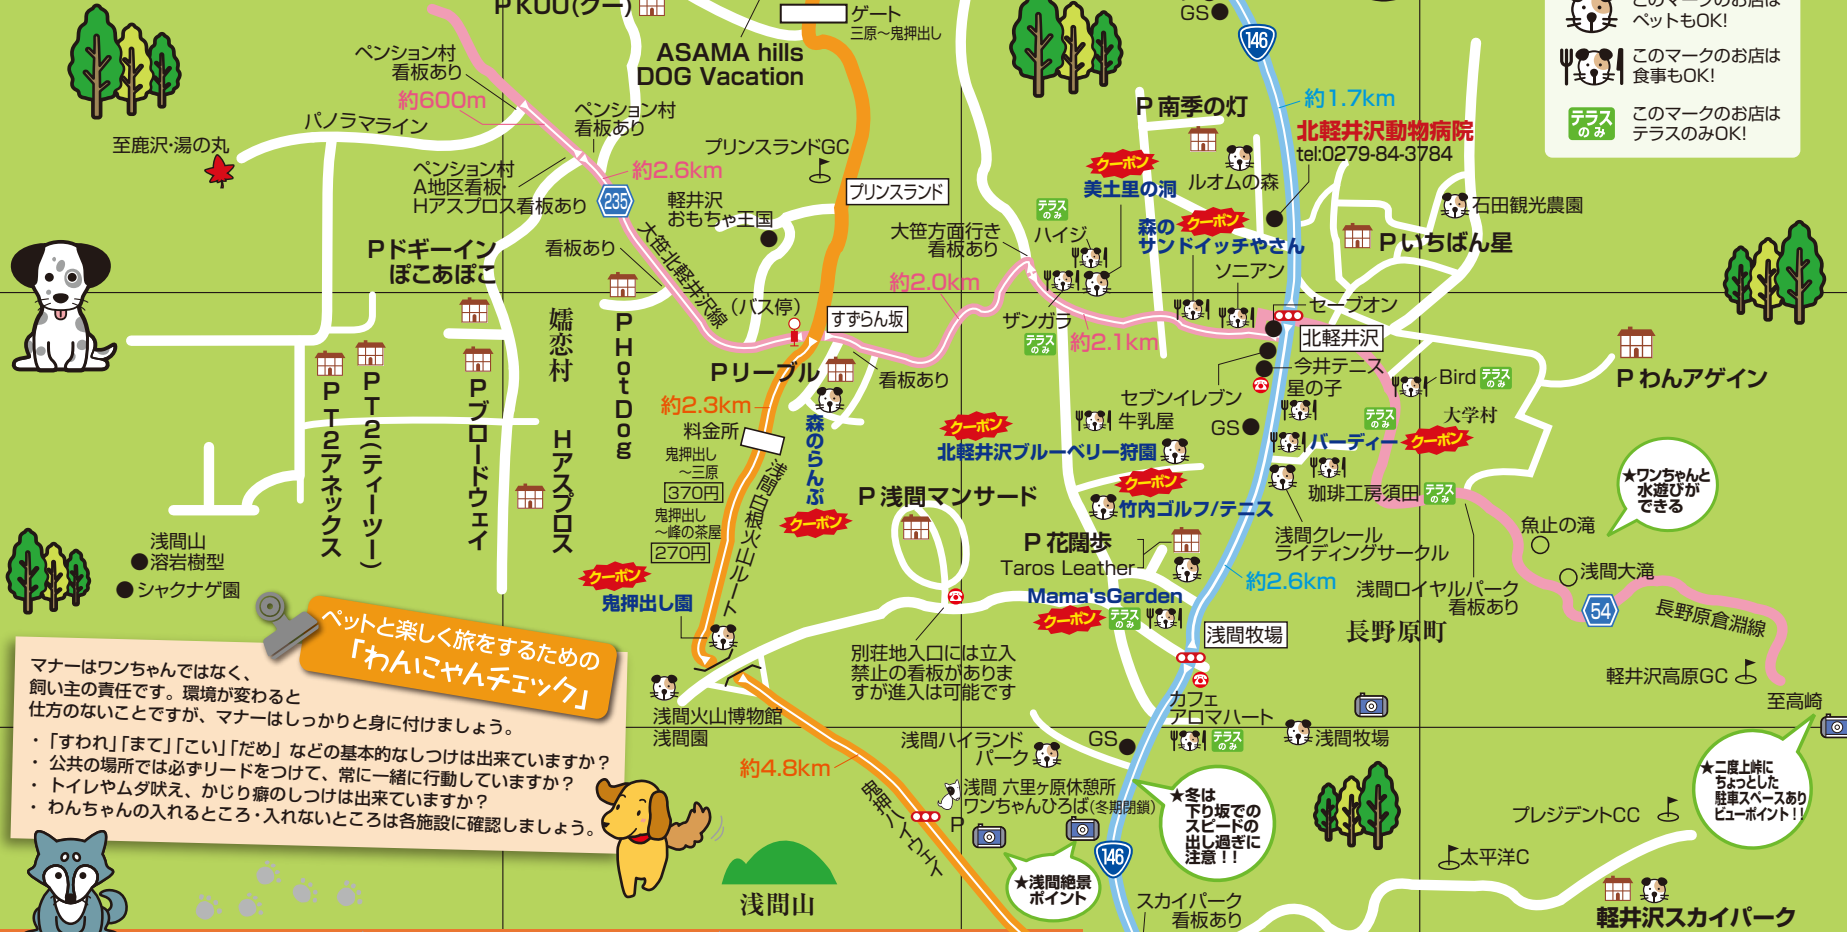 P KUU(クー)
ゲート
三原～鬼押出し
GS
146
このマークのお店は
ペットもOK!
このマークのお店は
食事もOK!
テラス
のみ
このマークのお店は
テラスのみOK!
ペンション村
看板あり
約600m
ASAMA hills
DOG Vacation
パノラマライン
ペンション村
看板あり
至鹿沢・湯の丸
ペンション村
A地区看板・
Hアスプロス看板あり
約2.6km
235
プリンスランドGC
プリンスランド
軽井沢
おもちゃ王国
Pドギーイン
ぽこあぽこ
看板あり
大笹北軽井沢線
(バス停)
すずらん坂
大笹方面行き
看板あり
約2.0km
P 南季の灯
約1.7km
北軽井沢動物病院
tel:0279-84-3784
クーポン
美土里の洞
ルオムの森
テラス
のみ
ハイジ
森の
サンドイッチやさん
クーポン
ソニアン
石田観光農園
Pいちばん星
セーブオン
北軽井沢
ザンガラ
テラス
のみ
約2.1km
嬬恋村
P Hot Dog
P T2アネックス
P T2(ティーツー)
Pブロードウェイ
Hアスプロス
Pリーブル
看板あり
約2.3km
料金所
鬼押出し
～三原
370円
鬼押出し
～峰の茶屋
270円
浅間白根火山ルート
森のらんぷ
クーポン
セブンイレブン
今井テニス
星の子
牛乳屋
GS
Bird
テラス
のみ
大学村
テラス
のみ
バーディー
クーポン
P わんアゲイン
クーポン
北軽井沢ブルーベリー狩園
クーポン
竹内ゴルフ/テニス
珈琲工房須田
テラス
のみ
P 浅間マンサード
P 花闊歩
Taros Leather
Mama'sGarden
クーポン
テラス
のみ
浅間クレール
ライディングサークル
約2.6km
浅間ロイヤルパーク
看板あり
★ワンちゃんと
水遊びが
できる
魚止の滝
浅間大滝
54
長野原倉淵線
長野原町
浅間牧場
軽井沢高原GC
至高崎
浅間山
溶岩樹型
シャクナゲ園
クーポン
鬼押出し園
別荘地入口には立入
禁止の看板がありま
すが進入は可能です
ペットと楽しく旅をするための
「わんにゃんチェック」
マナーはワンちゃんではなく、
飼い主の責任です。環境が変わると
仕方のないことですが、マナーはしっかりと身に付けましょう。
・「すわれ」「まて」「こい」「だめ」などの基本的なしつけは出来ていますか?
・ 公共の場所では必ずリードをつけて、常に一緒に行動していますか?
・ トイレやムダ吠え、かじり癖のしつけは出来ていますか?
・ わんちゃんの入れるところ・入れないところは各施設に確認しましょう。
浅間火山博物館
浅間園
約4.8km
鬼押ハイウェイ
浅間ハイランド
パーク
GS
カフェ
アロマハート
テラス
のみ
浅間牧場
浅間 六里ヶ原休憩所
ワンちゃんひろば(冬期閉鎖)
P
★浅間絶景
ポイント
146
★冬は
下り坂での
スピードの
出し過ぎに
注意!!
★二度上峠に
ちょっとした
駐車スペースあり
ビューポイント!!
プレジデントCC
太平洋C
スカイパーク
看板あり
浅間山
軽井沢スカイパーク